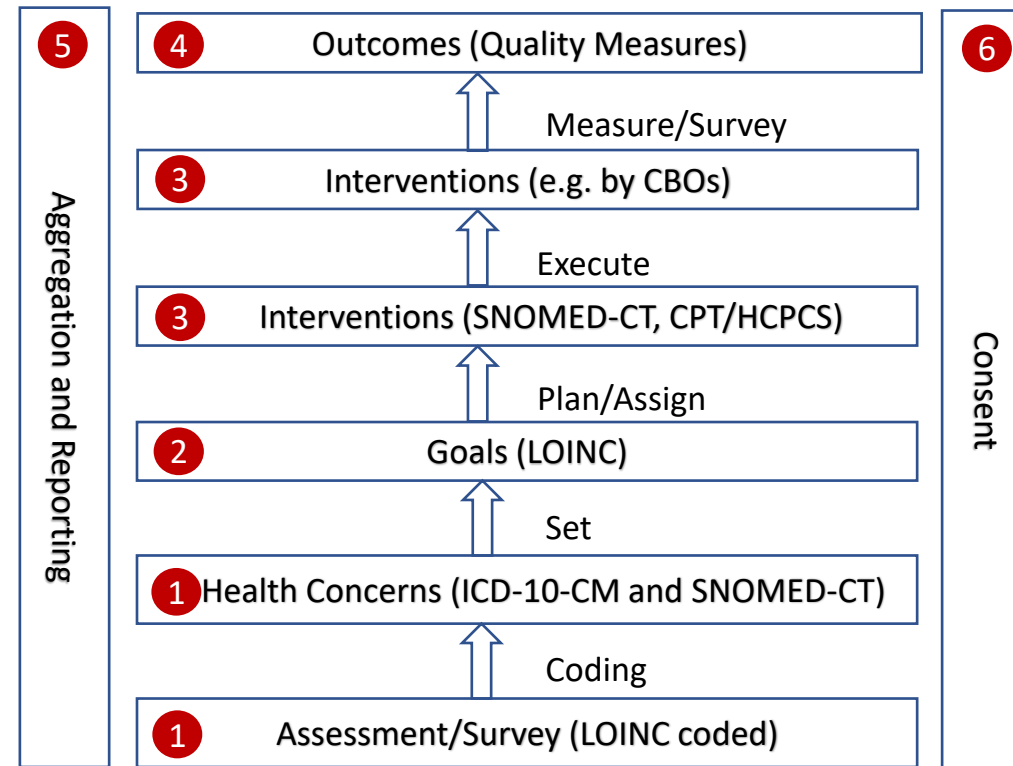 5
Aggregation and Reporting
4
Outcomes (Quality Measures)
Measure/Survey
3
Interventions (e.g. by CBOs)
Execute
3
Interventions (SNOMED-CT, CPT/HCPCS)
Plan/Assign
2
Goals (LOINC)
Set
1
Health Concerns (ICD-10-CM and SNOMED-CT)
Coding
1
Assessment/Survey (LOINC coded)
6
Consent